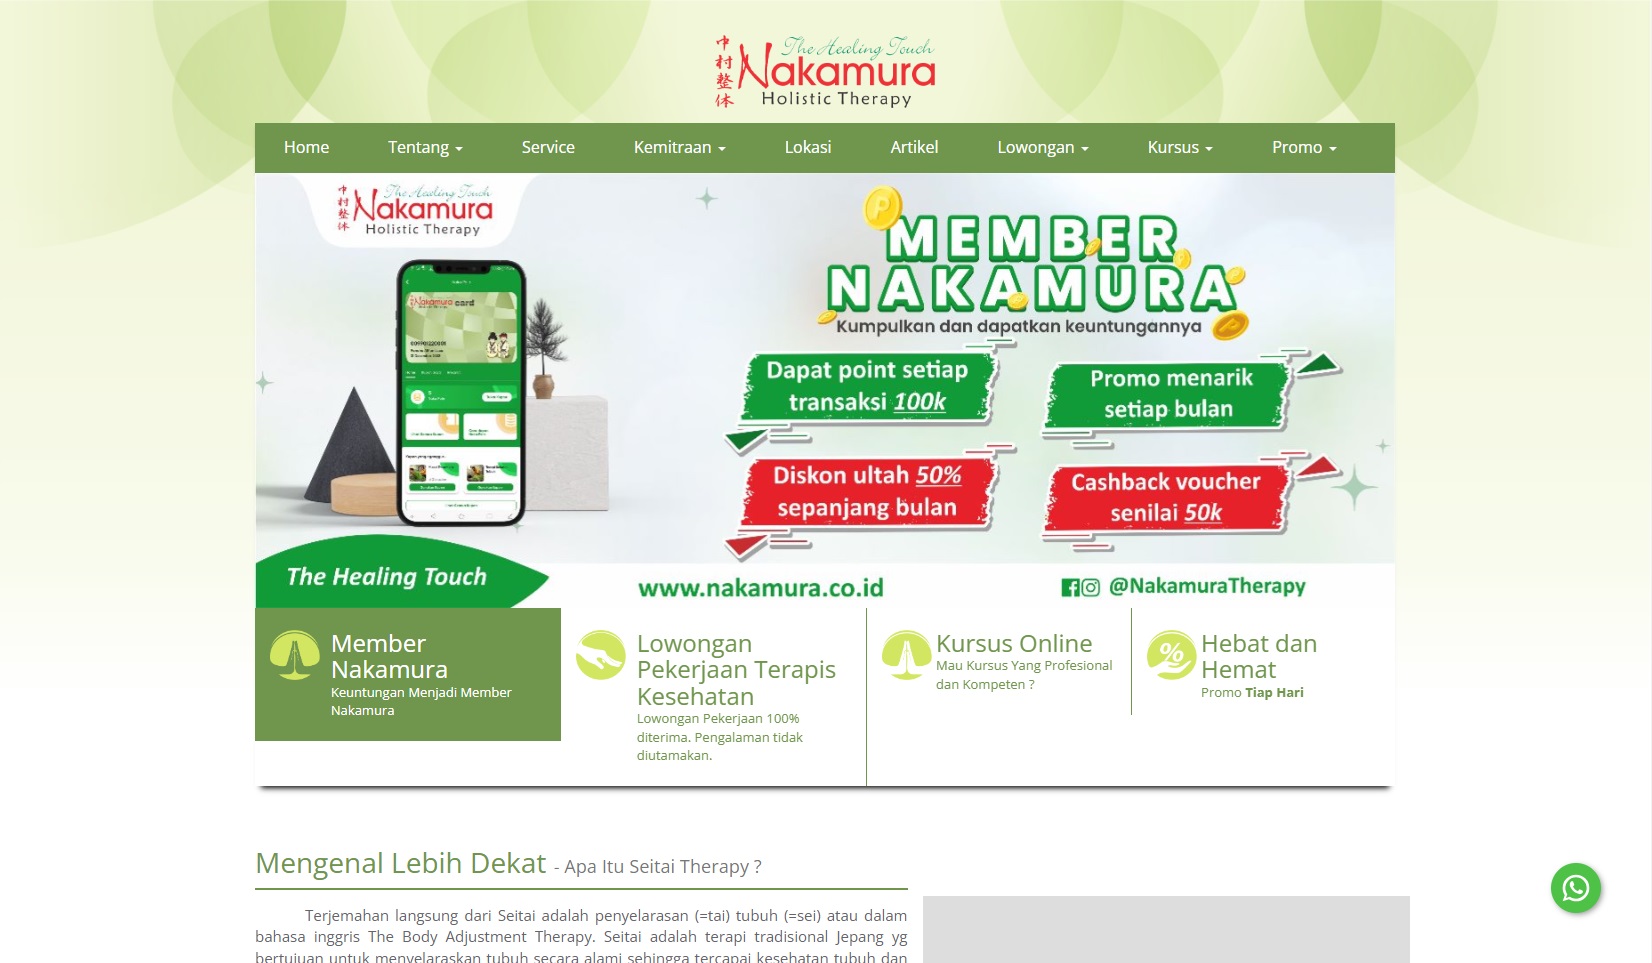 The Healing Touch
中村整体
Nakamura
Holistic Therapy
Home Tentang Service Kemitraan Lokasi Artikel Lowongan Kursus Promo
The Healing Touch
中村整体
Nakamura
Holistic Therapy
MEMBER
NAKAMURA
Kumpulkan dan dapatkan keuntungannya
Nakamura card
Dapat point setiap
transaksi 100k
Promo menarik
setiap bulan
Diskon ultah 50%
sepanjang bulan
Cashback voucher
senilai 50k
The Healing Touch
www.nakamura.co.id
@NakamuraTherapy
Member
Nakamura
Keuntungan Menjadi Member
Nakamura
Lowongan
Pekerjaan Terapis
Kesehatan
Lowongan Pekerjaan 100%
diterima. Pengalaman tidak
diutamakan.
Kursus Online
Mau Kursus Yang Profesional
dan Kompeten ?
%
Hebat dan
Hemat
Promo Tiap Hari
Mengenal Lebih Dekat - Apa Itu Seitai Therapy ?
Terjemahan langsung dari Seitai adalah penyelarasan (=tai) tubuh (=sei) atau dalam
bahasa inggris The Body Adjustment Therapy. Seitai adalah terapi tradisional Jepang yg
bertujuan untuk menyelaraskan tubuh secara alami sehingga tercapai kesehatan tubuh dan